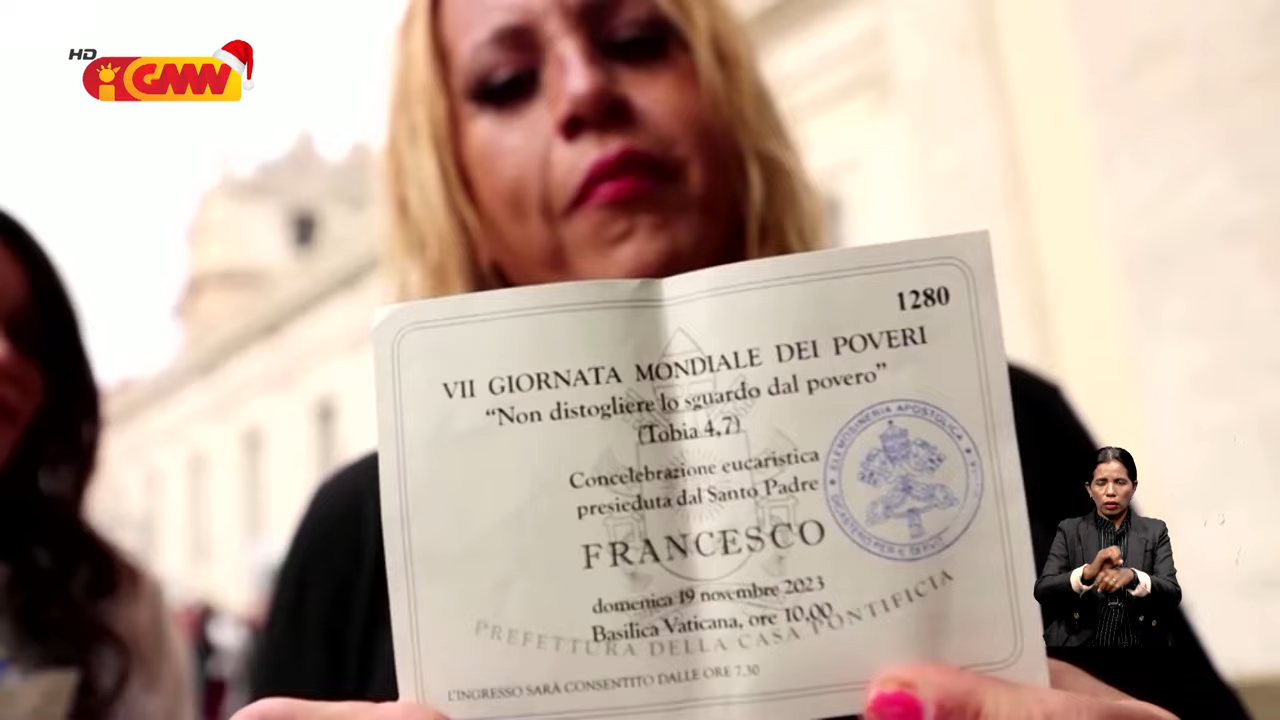 HD
GMN
1280
VII GIORNATA MONDIALE DEI POVERI
“Non distogliere lo sguardo dal povero”
(Tobia 4,7)
Concelebrazione eucaristica
presieduta dal Santo Padre
FRANCESCO
ELEMOSINERIA APOSTOLICA
domenica 19 novembre 2023
Basilica Vaticana, ore 10,00
PREFETTURA DELLA CASA PONTIFICIA
L'INGRESSO SARÀ CONSENTITO DALLE ORE 7,30